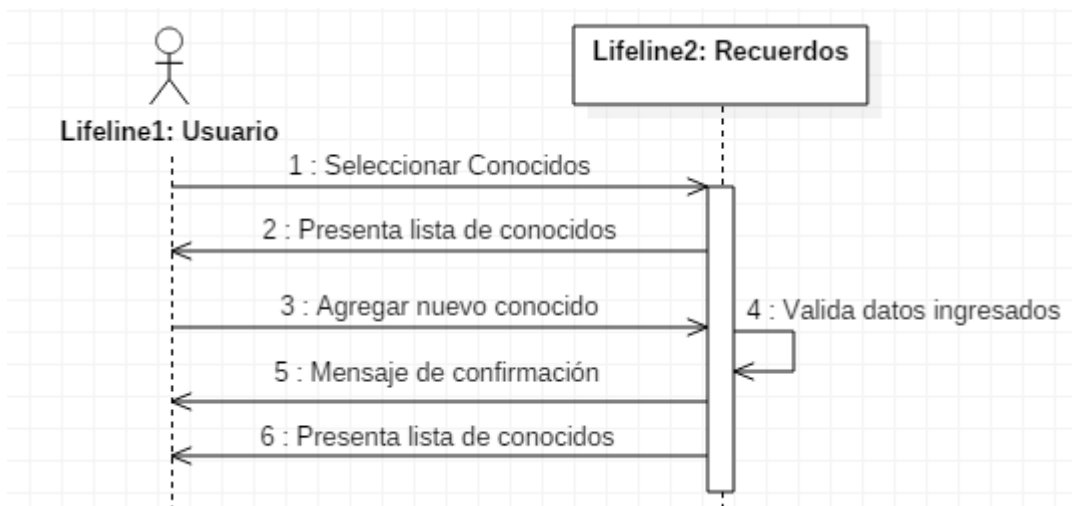 Lifeline2: Recuerdos
Lifeline1: Usuario
1 : Seleccionar Conocidos
2 : Presenta lista de conocidos
3 : Agregar nuevo conocido
4 : Valida datos ingresados
5 : Mensaje de confirmación
6 : Presenta lista de conocidos